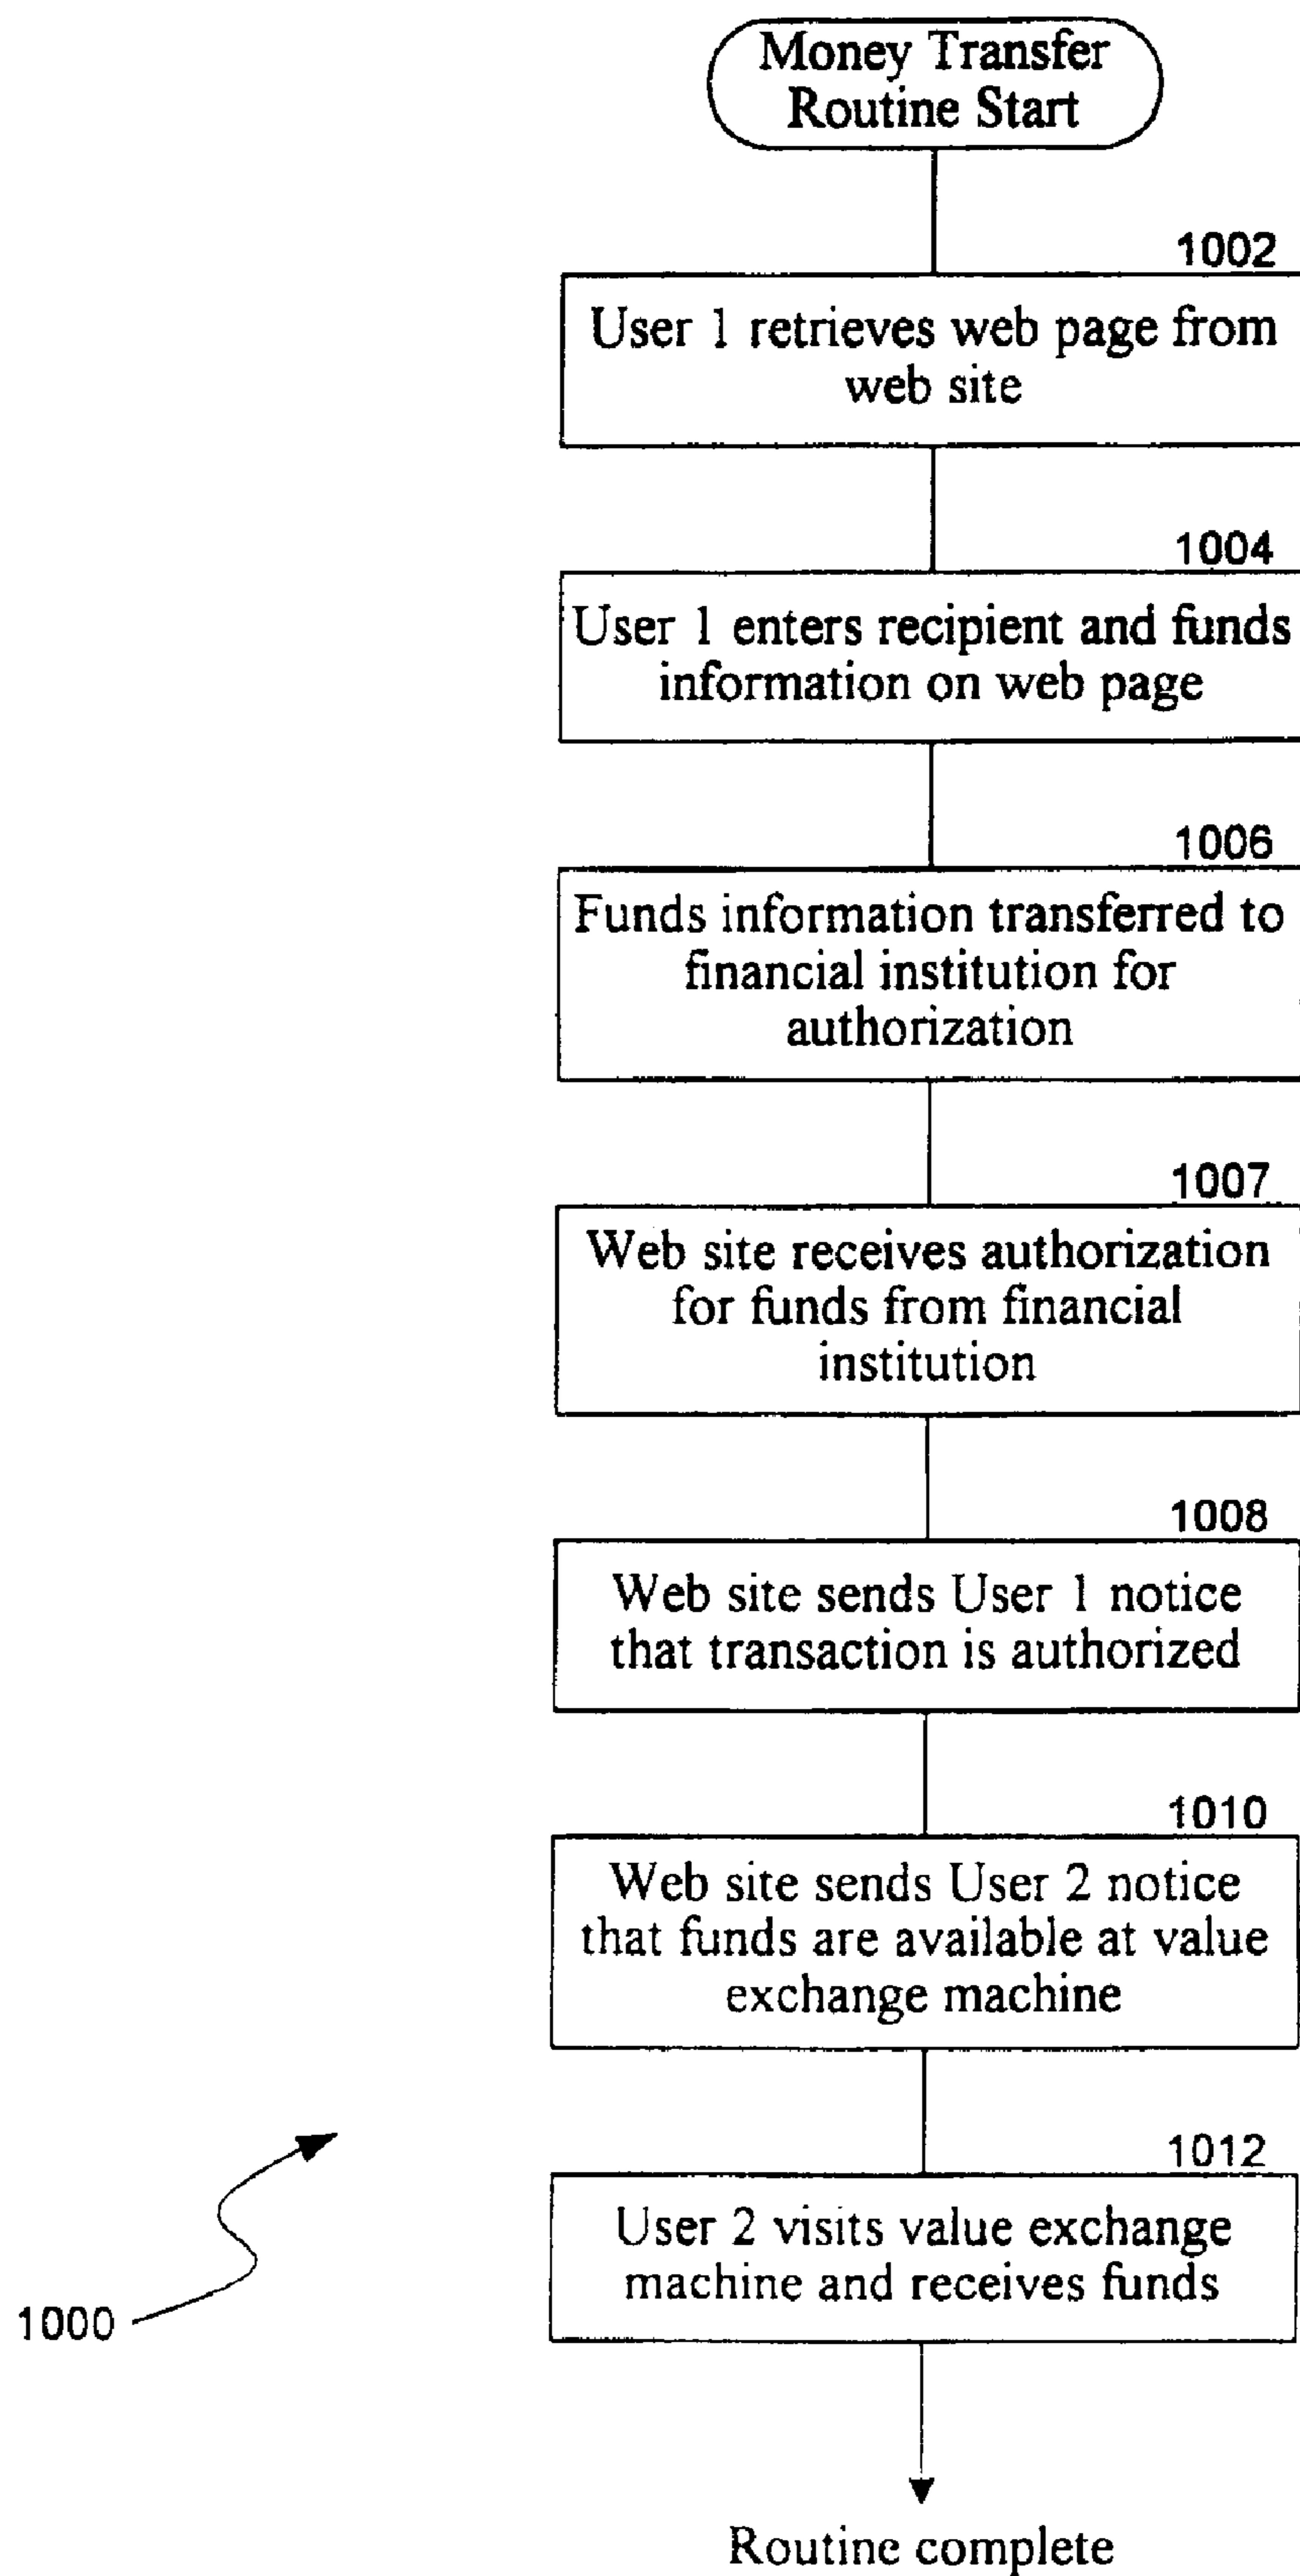 Money Transfer
Routine Start
1002
User 1 retrieves web page from
web site
1004
User 1 enters recipient and funds
information on web page
1006
Funds information transferred to
financial institution for
authorization
1007
Web site receives authorization
for funds from financial
institution
1008
Web site sends User 1 notice
that transaction is authorized
1010
Web site sends User 2 notice
that funds are available at value
exchange machine
1012
User 2 visits value exchange
machine and receives funds
1000
Routine complete